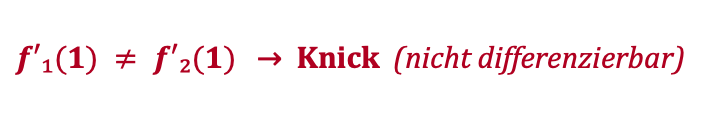 f'₁(1) ≠ f'₂(1) → Knick (nicht differenzierbar)